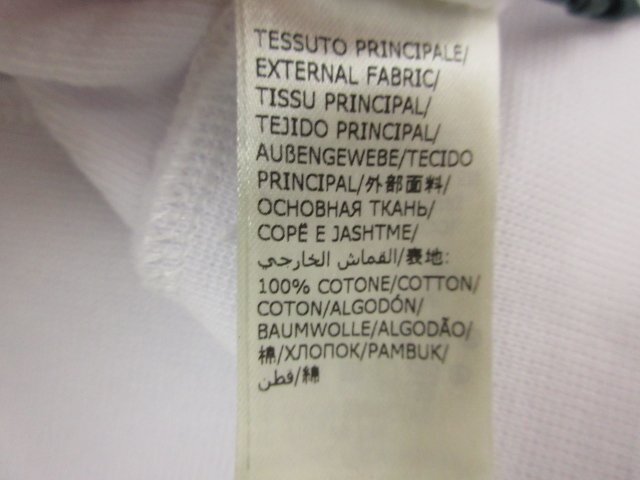 TESSUTO PRINCIPALE/
EXTERNAL FABRIC/
TISSU PRINCIPAL/
TEJIDO PRINCIPAL/
AUßENGEWEBE/TECIDO
PRINCIPAL/外部面料/
ОСНОВНАЯ ТКАНЬ/
COPË E JASHTME/
القماش الخارجي/表地:
100% COTONE/COTTON/
COTON/ALGODÓN/
BAUMWOLLE/ALGODÃO/
棉/ХЛОПОК/PAMBUK/
قطن/綿